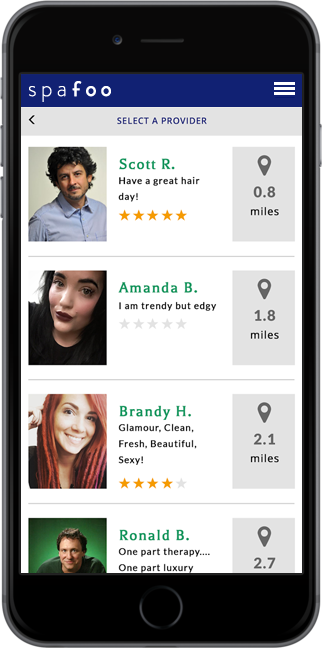 spafoo
SELECT A PROVIDER
Scott R.
Have a great hair
day!
0.8
miles
Amanda B.
I am trendy but edgy
1.8
miles
Brandy H.
Glamour, Clean,
Fresh, Beautiful,
Sexy!
2.1
miles
Ronald B.
One part therapy....
One part luxury
2.7